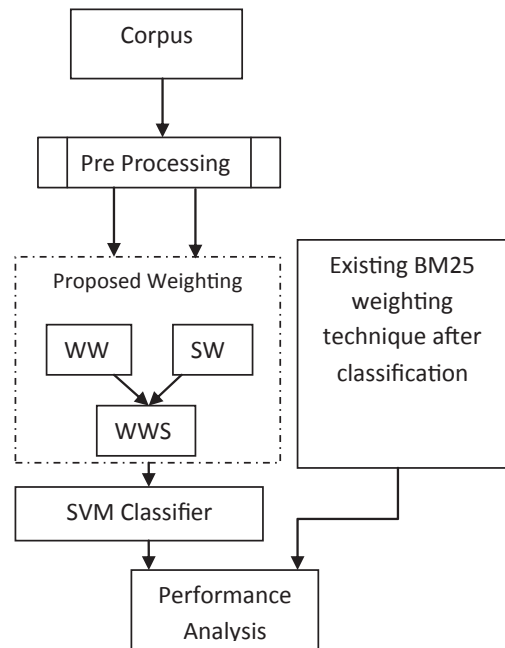 Corpus
Pre Processing
Proposed Weighting
WW
SW
WWS
Existing BM25
weighting
technique after
classification
SVM Classifier
Performance
Analysis